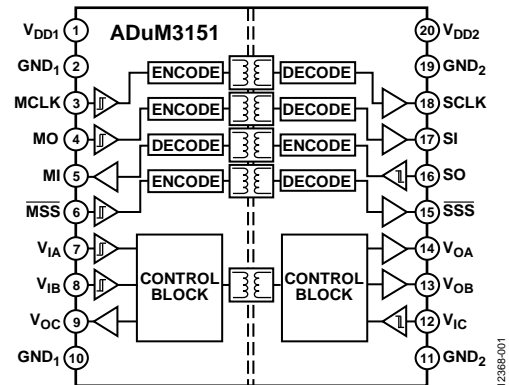 ADuM3151
VDD1 1
20 VDD2
GND1 2
19 GND2
ENCODE DECODE
MCLK 3
18 SCLK
ENCODE DECODE
MO 4
17 SI
DECODE ENCODE
MI 5
16 SO
ENCODE DECODE
MSS 6
15 SSS
VIA 7
14 VOA
CONTROL BLOCK
CONTROL BLOCK
VIB 8
13 VOB
VOC 9
12 VIC
GND1 10
11 GND2
12368-001